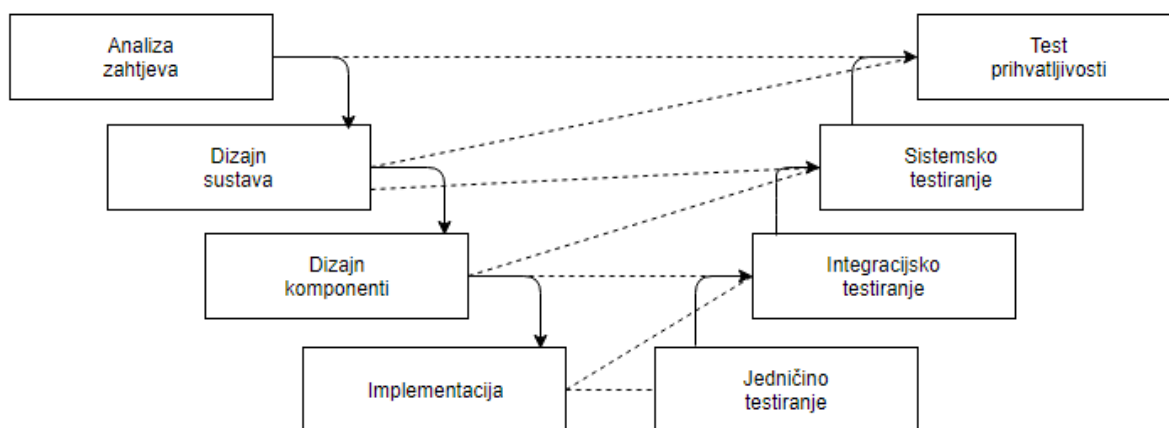 Analiza
zahtjeva
Test
prihvatljivosti
Dizajn
sustava
Sistemsko
testiranje
Dizajn
komponenti
Integracijsko
testiranje
Implementacija
Jedničino
testiranje